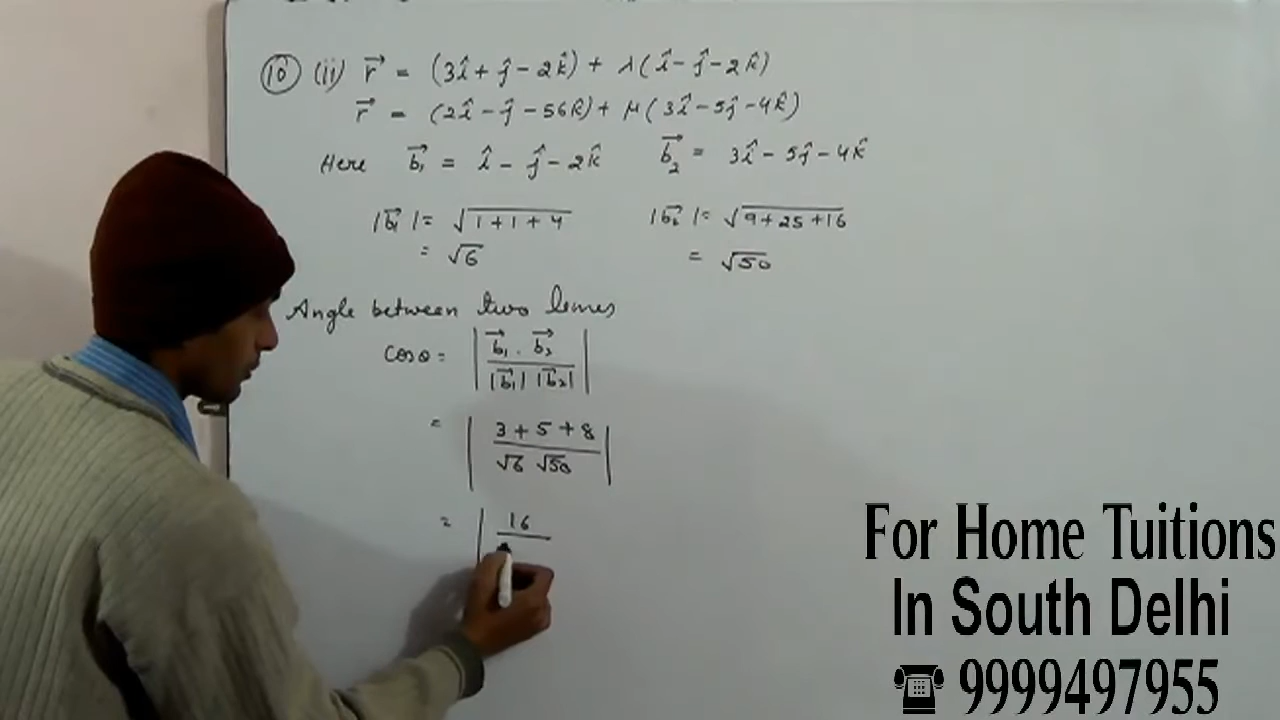 (10) (ii) r⃗ = (3î + ĵ - 2k̂) + λ(î - ĵ - 2k̂)
r⃗ = (2î - ĵ - 56k̂) + μ(3î - 5ĵ - 4k̂)
Here b⃗₁ = î - ĵ - 2k̂ b⃗₂ = 3î - 5ĵ - 4k̂
|b⃗₁| = √(1+1+4) |b⃗₂| = √(9+25+16)
= √6 = √50
Angle between two lines
cosθ = | b⃗₁ . b⃗₂ / |b⃗₁| |b⃗₂| |
= | 3+5+8 / √6 √50 |
= | 16 /
For Home Tuitions
In South Delhi
☎ 9999497955